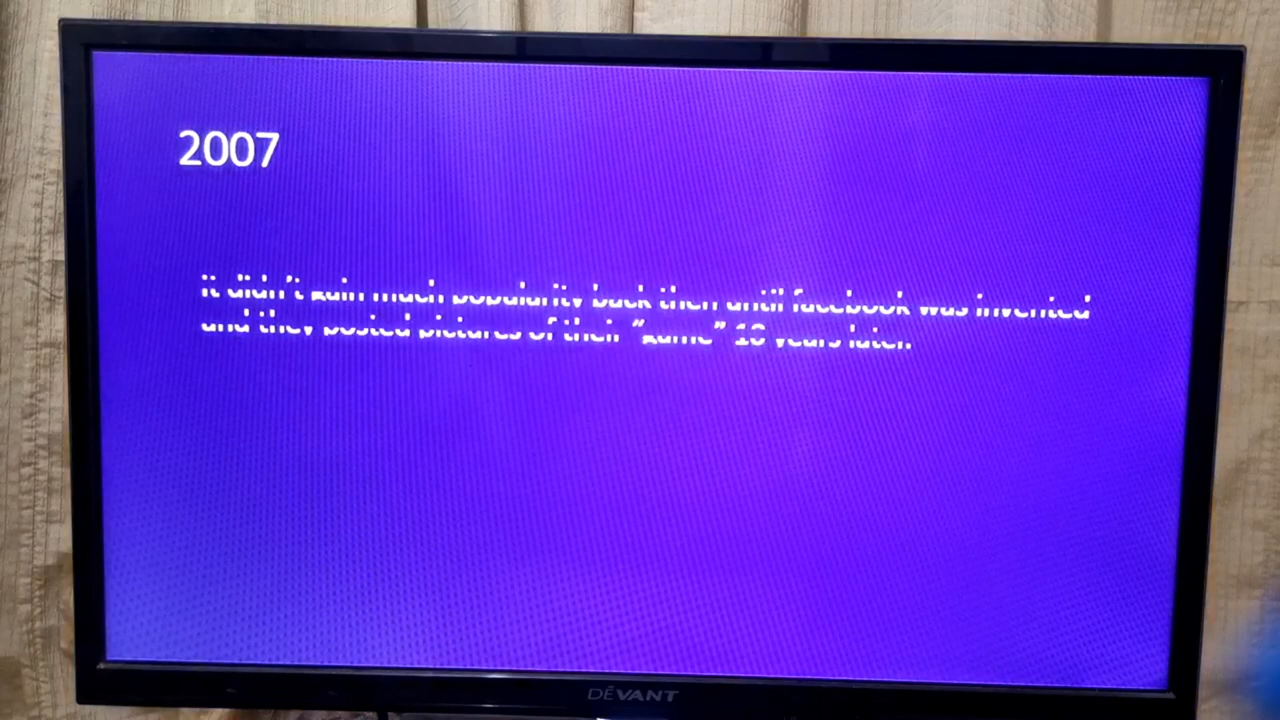 2007
it didn't gain much popularity back then until facebook was invented
and they posted pictures of their “game” 10 years later.
DEVANT